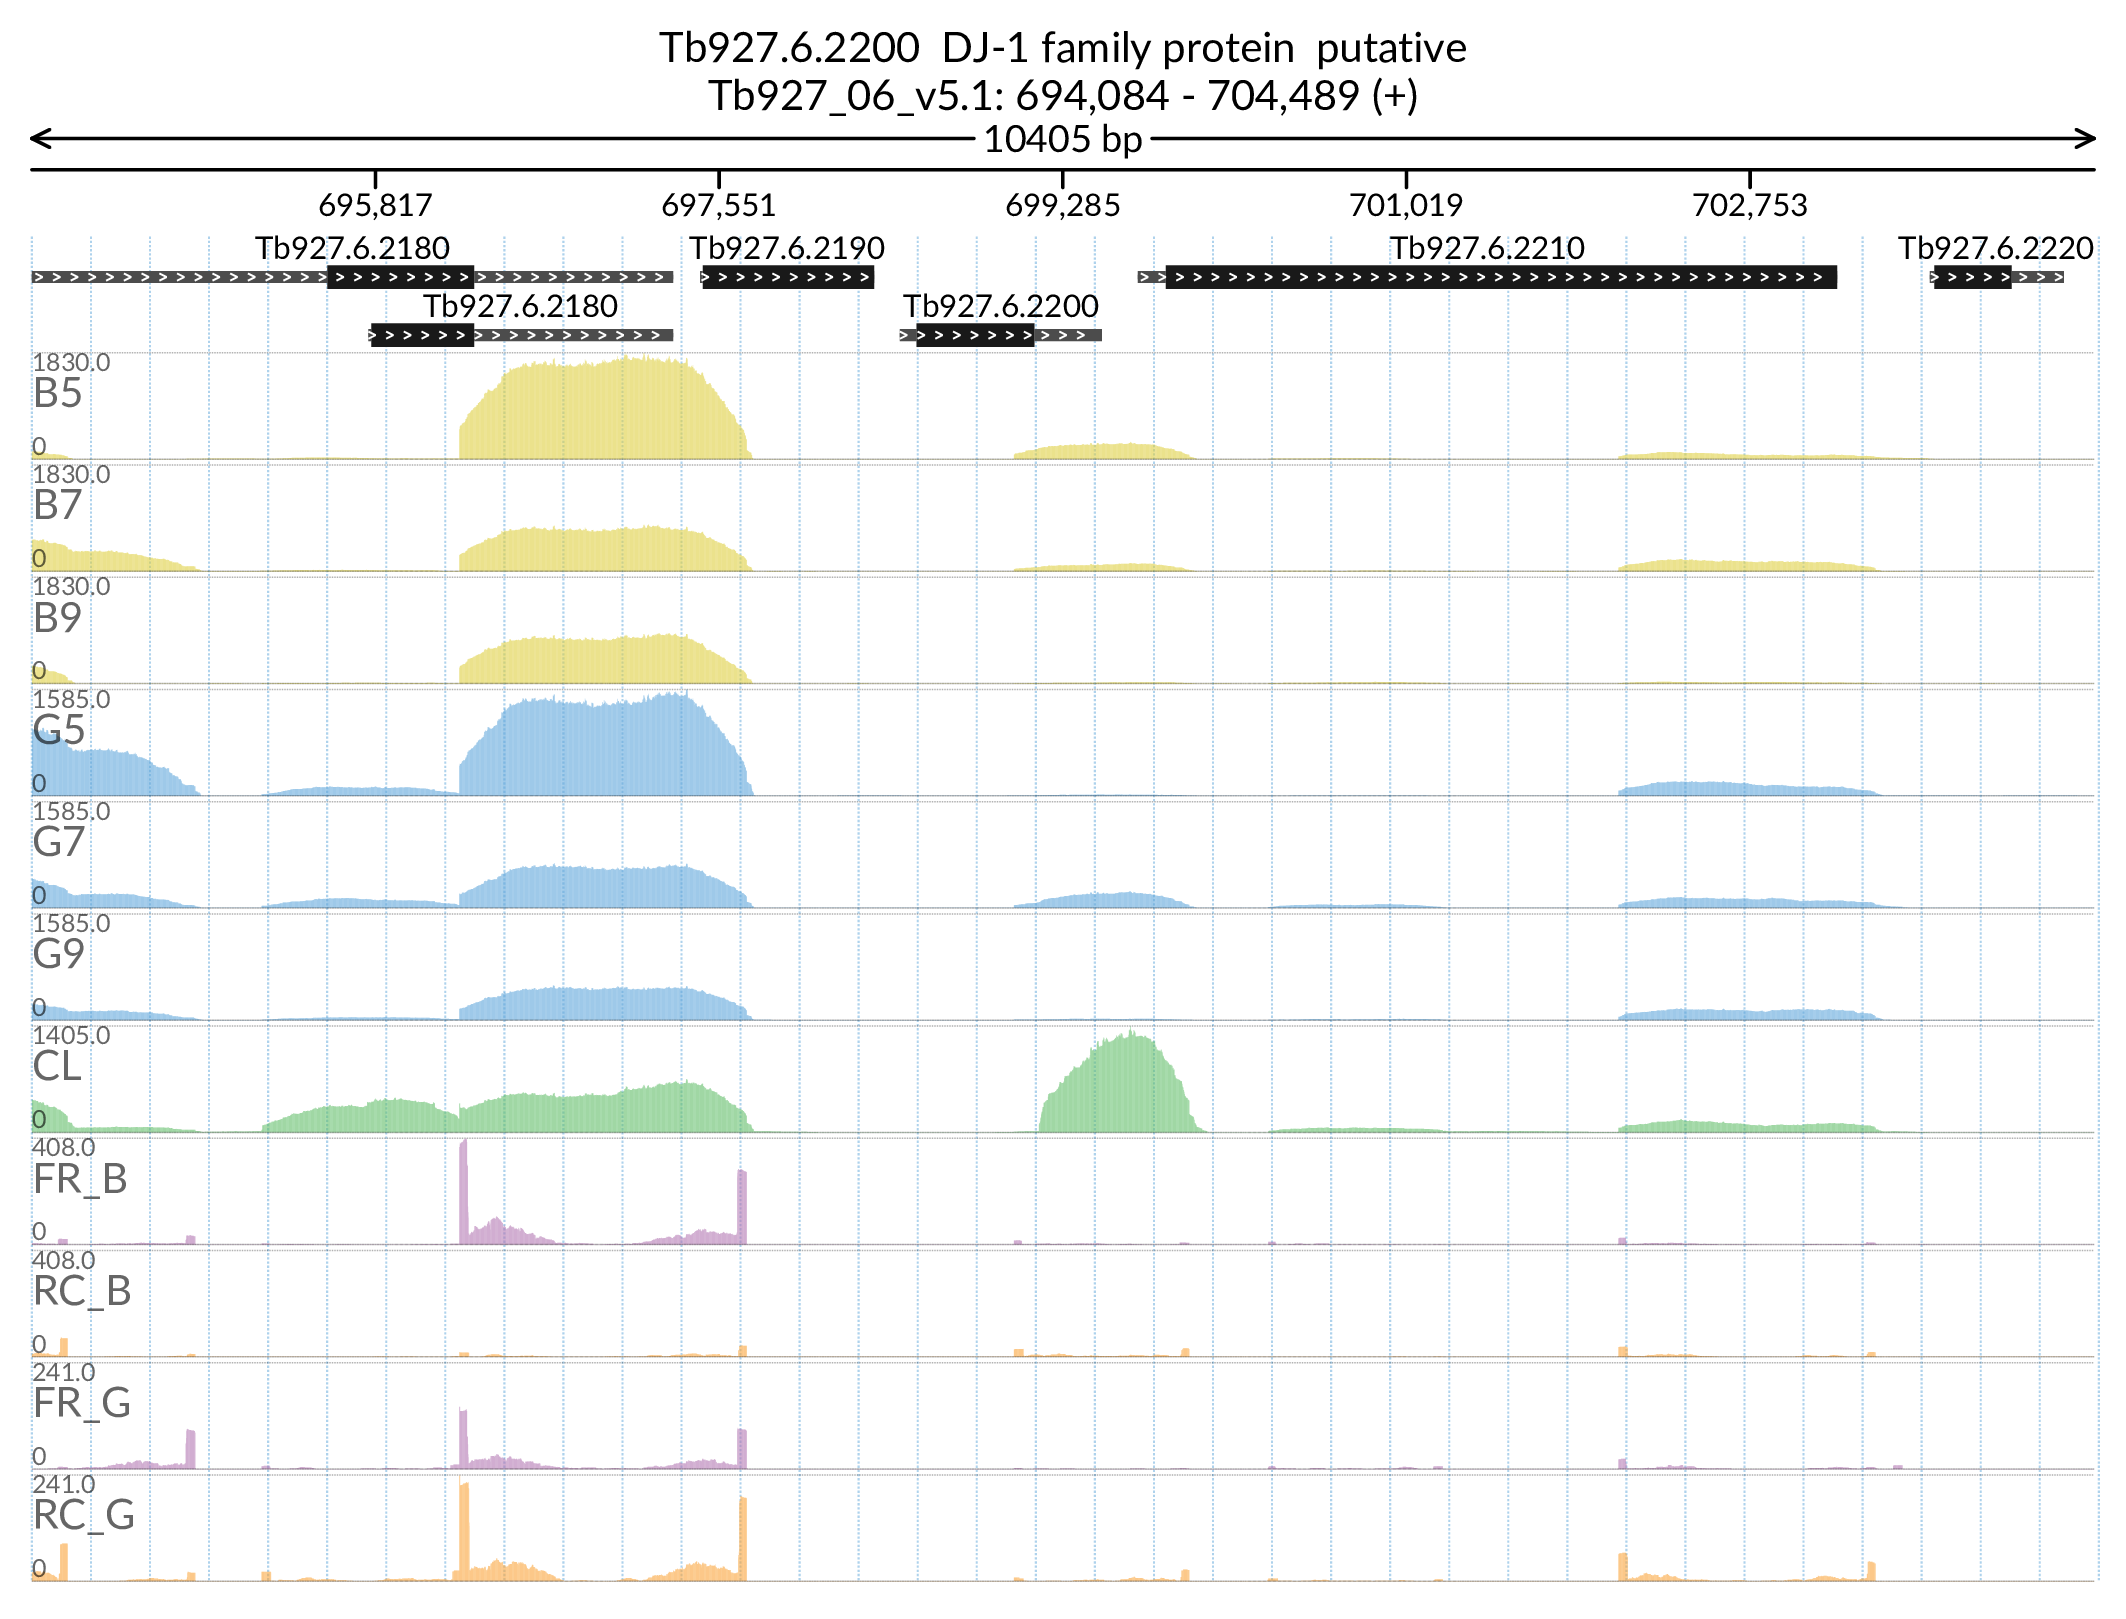 Tb927.6.2200 DJ-1 family protein putative
Tb927_06_v5.1: 694,084 - 704,489 (+)
10405 bp
695,817 697,551 699,285 701,019 702,753
Tb927.6.2180 Tb927.6.2190 Tb927.6.2210 Tb927.6.2220
Tb927.6.2180 Tb927.6.2200
1830.0
B5
0
1830.0
B7
0
1830.0
B9
0
1585.0
G5
0
1585.0
G7
0
1585.0
G9
0
1405.0
CL
0
408.0
FR_B
0
408.0
RC_B
0
241.0
FR_G
0
241.0
RC_G
0